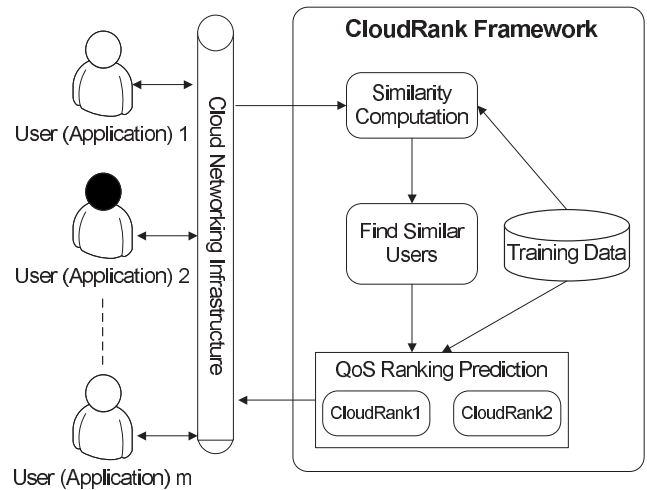 CloudRank Framework
User (Application) 1
User (Application) 2
User (Application) m
Cloud Networking Infrastructure
Similarity
Computation
Find Similar
Users
Training Data
QoS Ranking Prediction
CloudRank1
CloudRank2